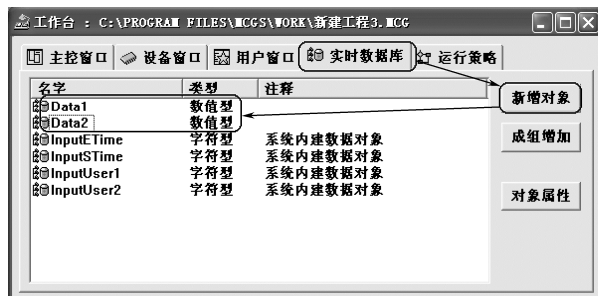 工作台 : C:\PROGRAM FILES\MCGS\WORK\新建工程3.MCG
主控窗口 设备窗口 用户窗口 实时数据库 运行策略
名字 类型 注释
Data1 数值型
Data2 数值型
InputETime 字符型 系统内建数据对象
InputSTime 字符型 系统内建数据对象
InputUser1 字符型 系统内建数据对象
InputUser2 字符型 系统内建数据对象
新增对象
成组增加
对象属性